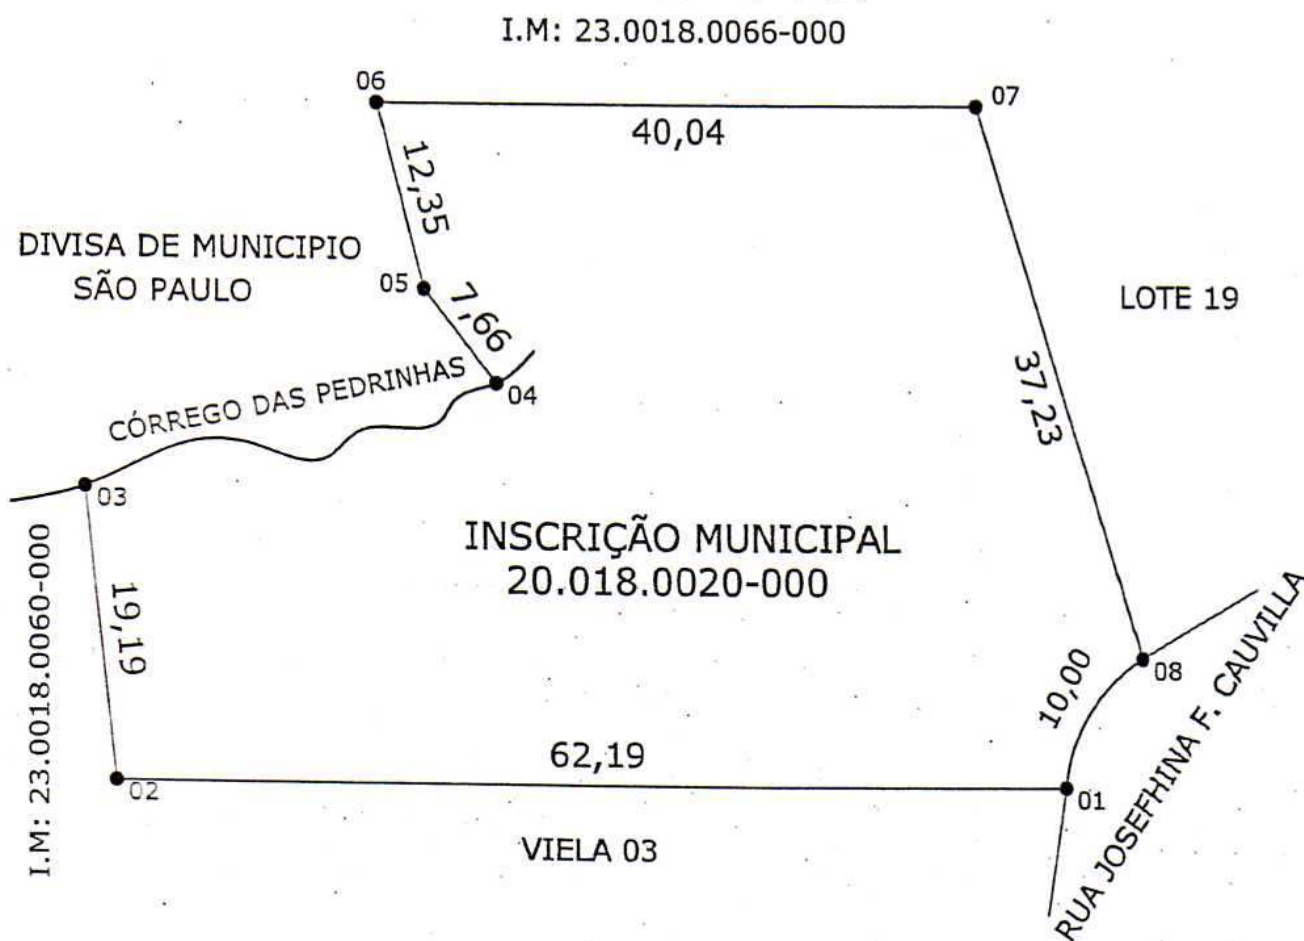 I.M: 23.0018.0066-000
06
07
40,04
12,35
DIVISA DE MUNICIPIO
SÃO PAULO
05
7,66
LOTE 19
37,23
CÓRREGO DAS PEDRINHAS
04
03
INSCRIÇÃO MUNICIPAL
20.018.0020-000
I.M: 23.0018.0060-000
19,19
10,00
08
RUA JOSEFHINA F. CAUVILLA
62,19
02
01
VIELA 03